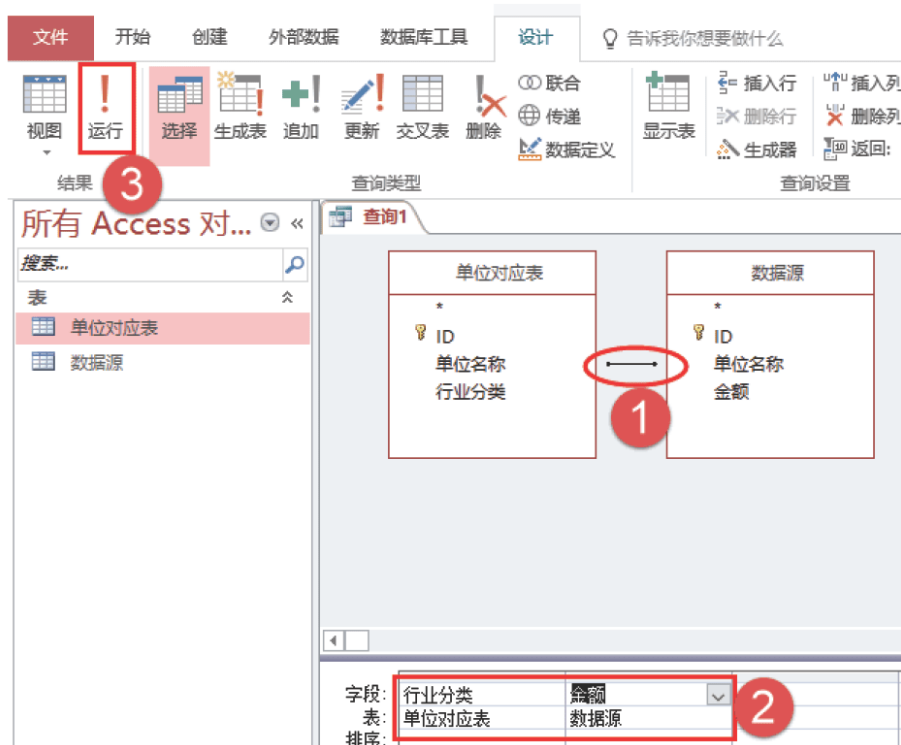 文件 开始 创建 外部数据 数据库工具 设计 告诉我你想要做什么
视图 运行 选择 生成表 追加 更新 交叉表 删除 联合 传递 数据定义 显示表 插入行 删除行 生成器 插入列 删除列 返回:
结果 3 查询类型 查询设置
所有 Access 对... « 查询1
搜索...
表
单位对应表
数据源
单位对应表 数据源
* *
ID ID
单位名称 单位名称
行业分类 金额
1
字段: 行业分类 金额
表: 单位对应表 数据源
2
排序: